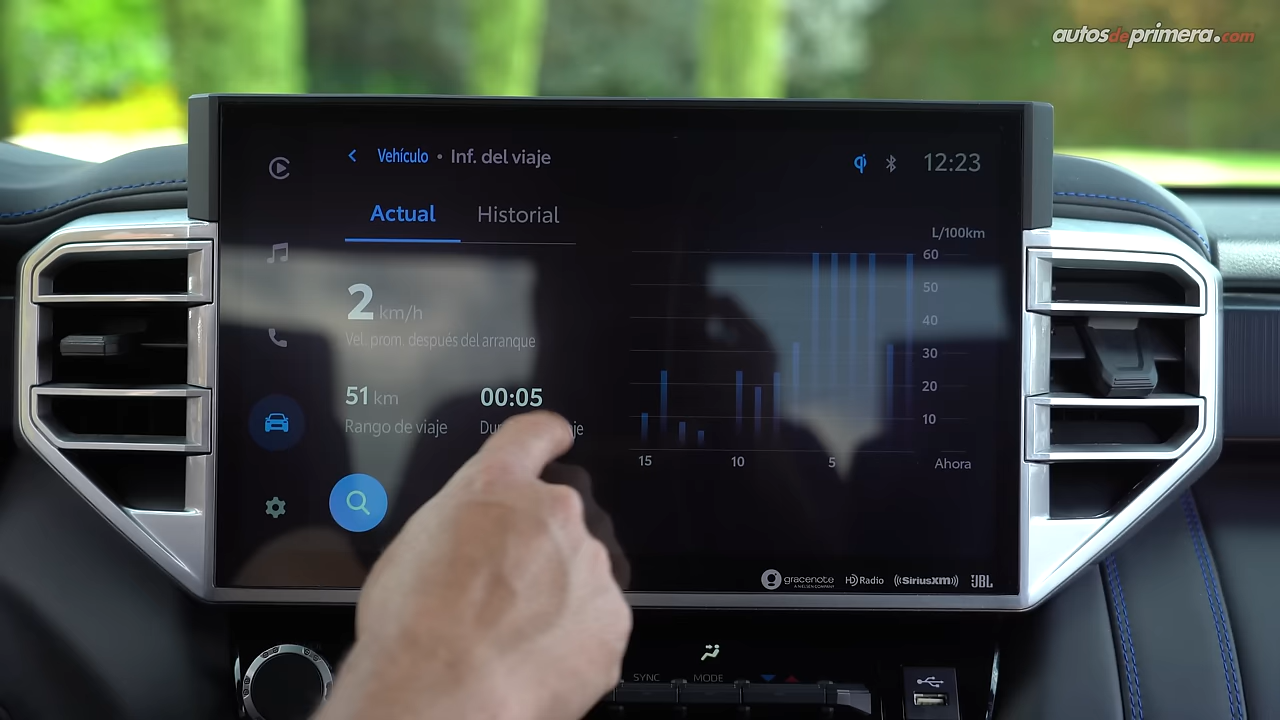 autosdeprimera.com
Vehículo • Inf. del viaje
12:23
Actual Historial
L/100km
60
50
40
30
20
10
2 km/h
Vel. prom. después del arranque
51 km
Rango de viaje
00:05
15 10 5 Ahora
gracenote
A NIELSEN COMPANY
HD Radio
((SiriusXM))
JBL
SYNC MODE